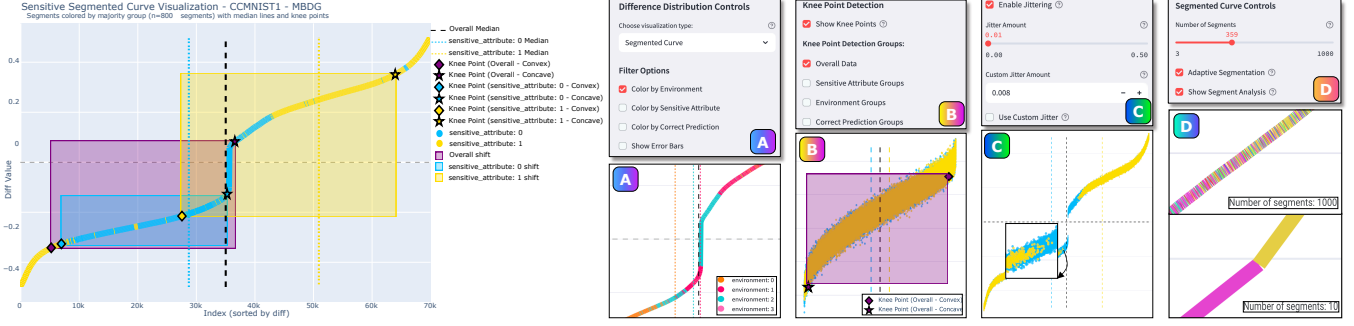 Sensitive Segmented Curve Visualization - CCMNIST1 - MBDG
Segments colored by majority group (n=800 segments) with median lines and knee points
Diff Value
0.4
0.2
0
−0.2
−0.4
0
10k
20k
30k
40k
50k
60k
70k
Index (sorted by diff)
Overall Median
sensitive_attribute: 0 Median
sensitive_attribute: 1 Median
Knee Point (Overall - Convex)
Knee Point (Overall - Concave)
Knee Point (sensitive_attribute: 0 - Convex)
Knee Point (sensitive_attribute: 0 - Concave)
Knee Point (sensitive_attribute: 1 - Convex)
Knee Point (sensitive_attribute: 1 - Concave)
sensitive_attribute: 0
sensitive_attribute: 1
Overall shift
sensitive_attribute: 0 shift
sensitive_attribute: 1 shift
Difference Distribution Controls
Choose visualization type:
Segmented Curve
Filter Options
Color by Environment
Color by Sensitive Attribute
Color by Correct Prediction
Show Error Bars
A
A
environment: 0
environment: 1
environment: 2
environment: 3
Knee Point Detection
Show Knee Points
Knee Point Detection Groups:
Overall Data
Sensitive Attribute Groups
Environment Groups
Correct Prediction Groups
B
B
Knee Point (Overall - Convex)
Knee Point (Overall - Concave
Enable Jittering
Jitter Amount
0.01
0.00
0.50
Custom Jitter Amount
0.008
− +
Use Custom Jitter
C
C
Segmented Curve Controls
Number of Segments
359
3
1000
Adaptive Segmentation
Show Segment Analysis
D
D
Number of segments: 1000
Number of segments: 10